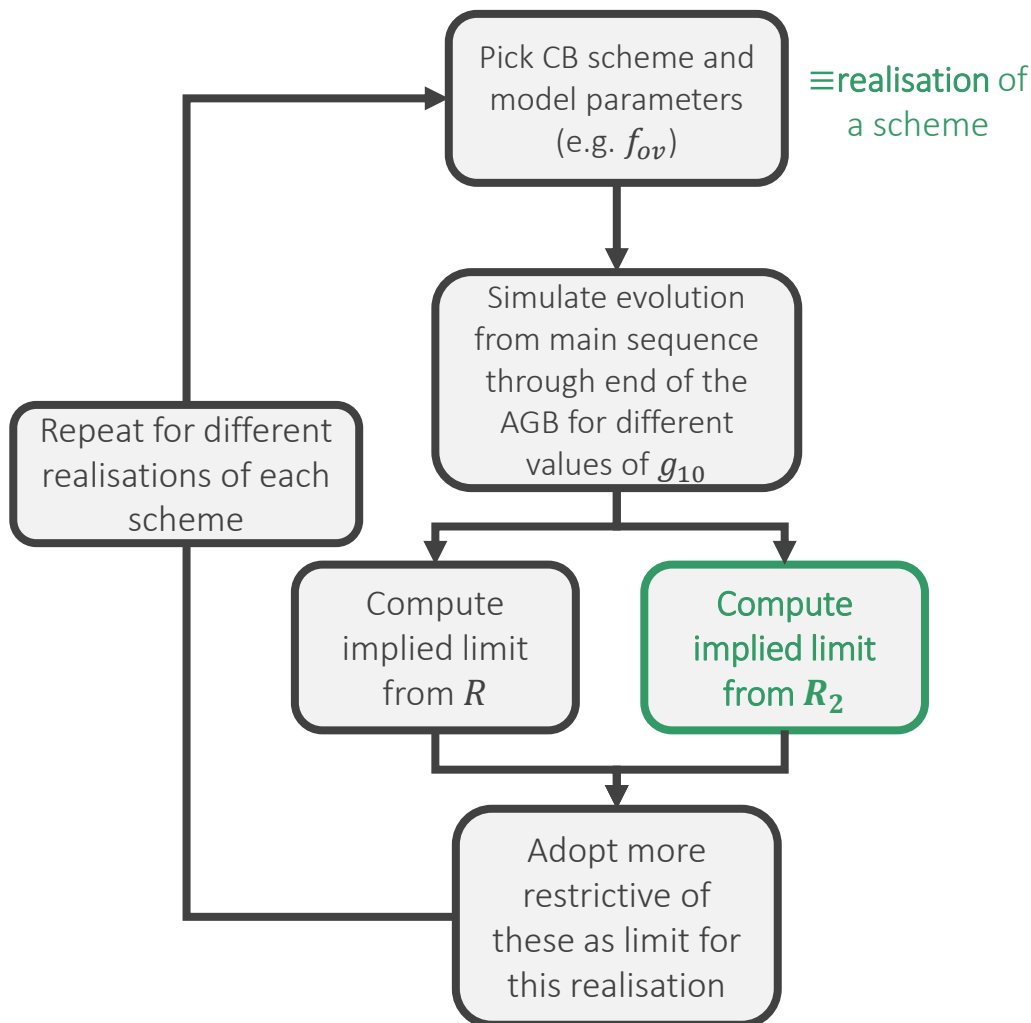 Pick CB scheme and
model parameters
(e.g. f_ov)
≡realisation of
a scheme
Simulate evolution
from main sequence
through end of the
AGB for different
values of g₁₀
Repeat for different
realisations of each
scheme
Compute
implied limit
from R
Compute
implied limit
from R₂
Adopt more
restrictive of
these as limit for
this realisation